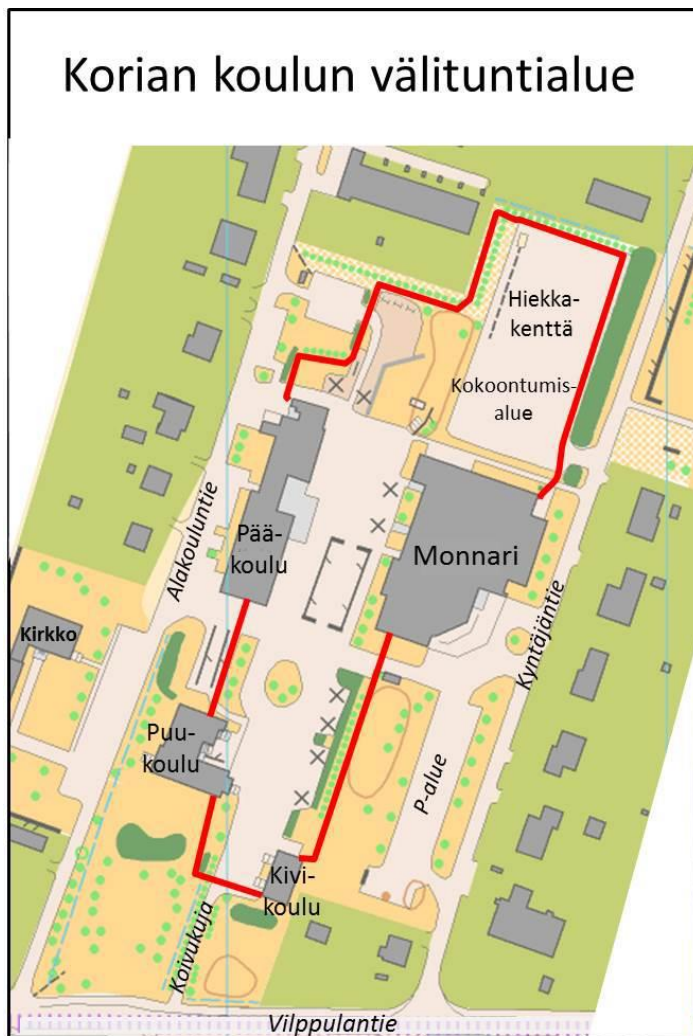 Korian koulun välituntialue
Hiekka-
kenttä
Kokoontumis-
alue
Pää-
koulu
Monnari
Alakouluntie
Kyntäjäntie
Kirkko
Puu-
koulu
P-alue
Kivi-
koulu
Koivukuja
Vilppulantie